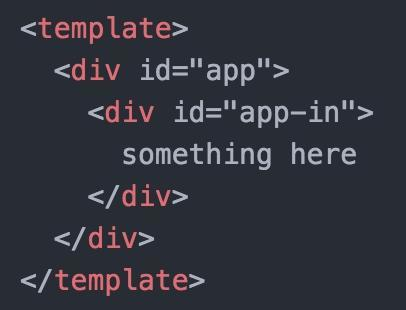 <template>
<div id="app">
<div id="app-in">
something here
</div>
</div>
</template>